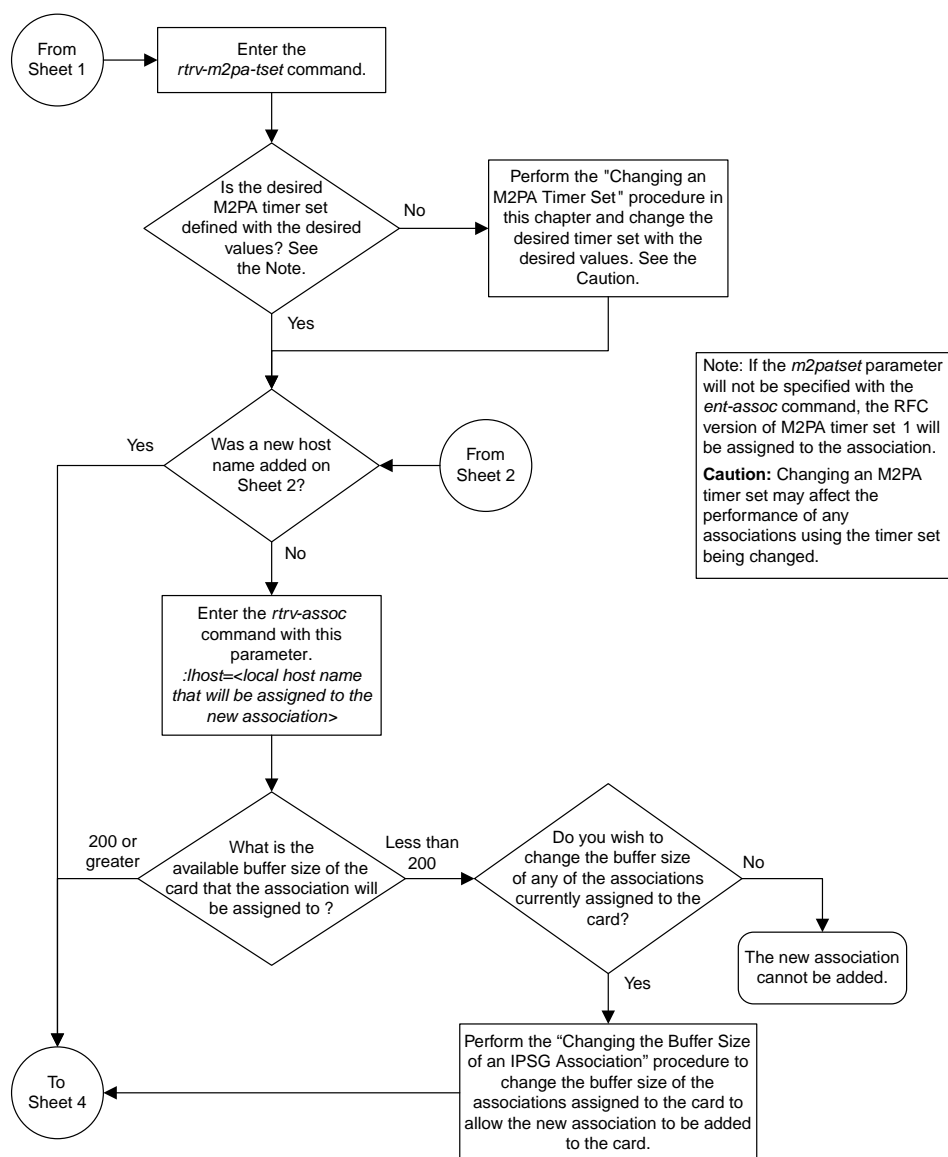 From
Sheet 1
Enter the
rtrv-m2pa-tset command.
Is the desired
M2PA timer set
defined with the desired
values? See
the Note.
No
Perform the "Changing an
M2PA Timer Set" procedure in
this chapter and change the
desired timer set with the
desired values. See the
Caution.
Yes
Note: If the m2patset parameter
will not be specified with the
ent-assoc command, the RFC
version of M2PA timer set 1 will
be assigned to the association.
Caution: Changing an M2PA
timer set may affect the
performance of any
associations using the timer set
being changed.
Yes
Was a new host
name added on
Sheet 2?
From
Sheet 2
No
Enter the rtrv-assoc
command with this
parameter.
:lhost=<local host name
that will be assigned to the
new association>
200 or
greater
What is the
available buffer size of the
card that the association will
be assigned to ?
Less than
200
Do you wish to
change the buffer size
of any of the associations
currently assigned to the
card?
No
The new association
cannot be added.
Yes
To
Sheet 4
Perform the “Changing the Buffer Size
of an IPSG Association” procedure to
change the buffer size of the
associations assigned to the card to
allow the new association to be added
to the card.